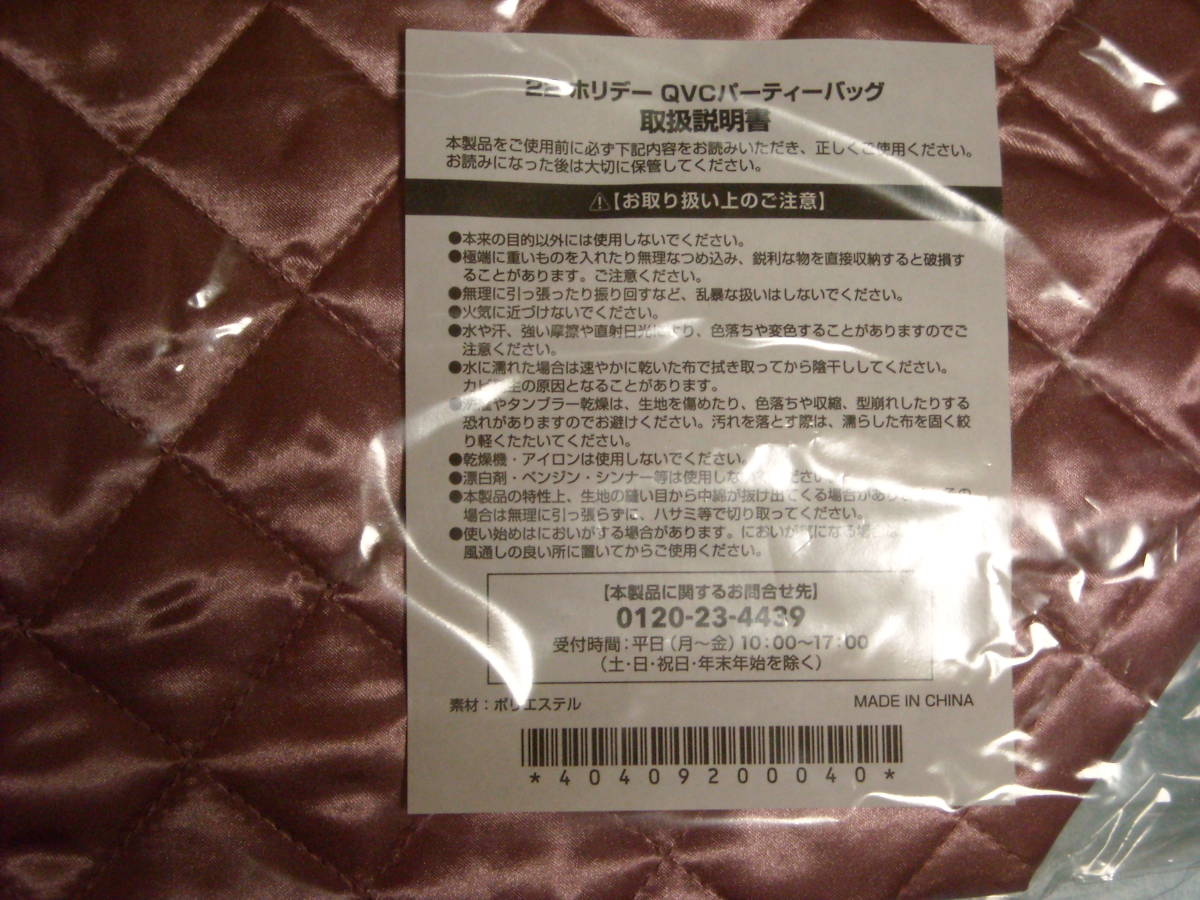 22 ホリデー QVCパーティーバッグ
取扱説明書
本製品をご使用前に必ず下記内容をお読みいただき、正しくご使用ください。
お読みになった後は大切に保管してください。
⚠【お取り扱い上のご注意】
●本来の目的以外には使用しないでください。
●極端に重いものを入れたり無理なつめ込み、鋭利な物を直接収納すると破損す
ることがあります。ご注意ください。
●無理に引っ張ったり振り回すなど、乱暴な扱いはしないでください。
●火気に近づけないでください。
●水や汗、強い摩擦や直射日光により、色落ちや変色することがありますのでご
注意ください。
●水に濡れた場合は速やかに乾いた布で拭き取ってから陰干ししてください。
カビ発生の原因となることがあります。
●洗濯やタンブラー乾燥は、生地を傷めたり、色落ちや収縮、型崩れしたりする
恐れがありますのでお避けください。汚れを落とす際は、濡らした布を固く絞
り軽くたたいてください。
●乾燥機・アイロンは使用しないでください。
●漂白剤・ベンジン・シンナー等は使用しないでください。
●本製品の特性上、生地の縫い目から中綿が抜け出てくる場合があり その
場合は無理に引っ張らずに、ハサミ等で切り取ってください。
●使い始めはにおいがする場合があります。においが気になる場合は
風通しの良い所に置いてからご使用ください。
【本製品に関するお問合せ先】
0120-23-4439
受付時間：平日（月〜金）10：00〜17：00
（土・日・祝日・年末年始を除く）
素材：ポリエステル
MADE IN CHINA
*404092000040*